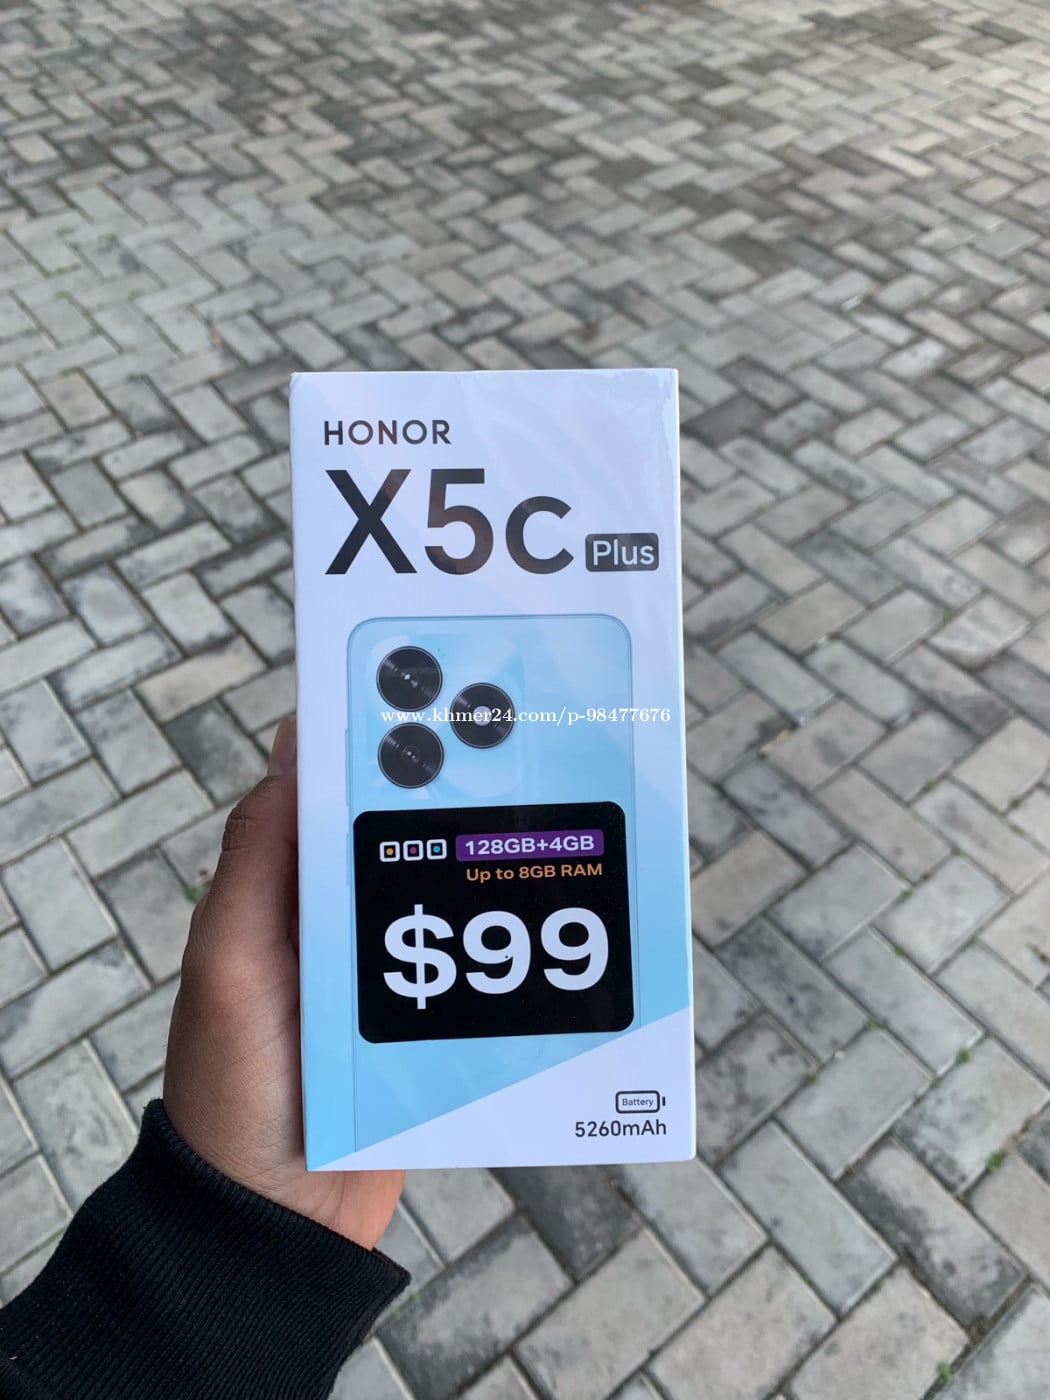 HONOR
X5c Plus
www.khmer24.com/p-98477676
128GB+4GB
Up to 8GB RAM
$99
Battery
5260mAh